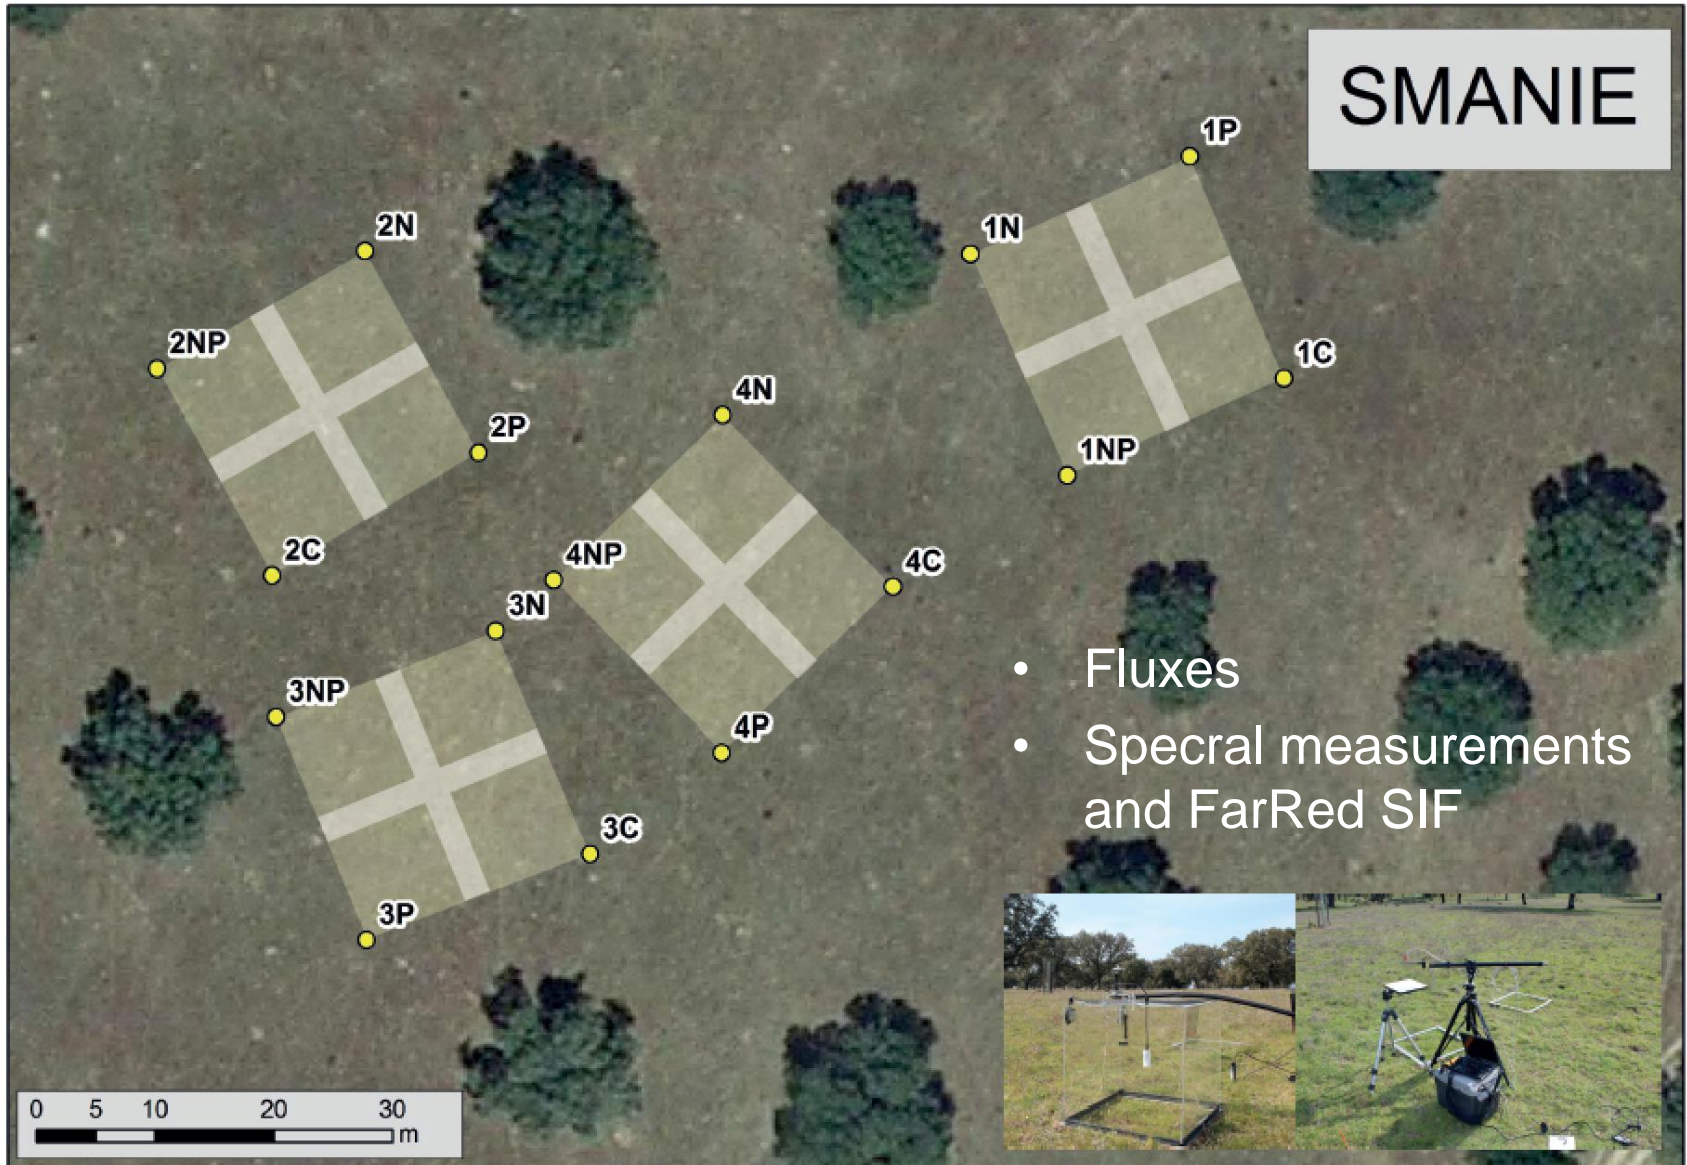 SMANIE
1P
1N
2N
2NP
1C
4N
2P
1NP
2C
4NP
4C
3N
• Fluxes
3NP
4P
• Specral measurements
and FarRed SIF
3C
3P
0 5 10 20 30
m